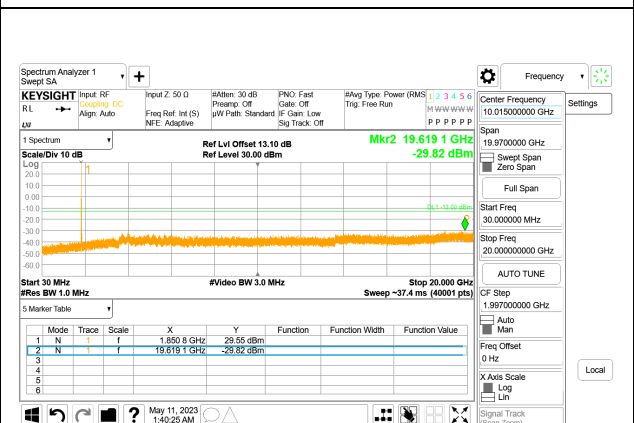 Spectrum Analyzer 1
Swept SA
Frequency
KEYSIGHT Input: RF
Coupling: DC
Align: Auto
RL
LXI
Input Z: 50 Ω
Freq Ref: Int (S)
NFE: Adaptive
#Atten: 30 dB
Preamp: Off
µW Path: Standard
PNO: Fast
Gate: Off
IF Gain: Low
Sig Track: Off
#Avg Type: Power (RMS
Trig: Free Run
1 2 3 4 5 6
M W W W W W
P P P P P P
Center Frequency
10.015000000 GHz
Settings
Span
19.9700000 GHz
Swept Span
Zero Span
Full Span
Start Freq
30.000000 MHz
Stop Freq
20.000000000 GHz
AUTO TUNE
CF Step
1.997000000 GHz
Auto
Man
Freq Offset
0 Hz
X Axis Scale
Log
Lin
Local
Signal Track
(Span Zoom)
1 Spectrum
Scale/Div 10 dB
Ref Lvl Offset 13.10 dB
Ref Level 30.00 dBm
Mkr2 19.619 1 GHz
-29.82 dBm
Log
20.0
10.0
0.00
-10.0
-20.0
-30.0
-40.0
-50.0
-60.0
1
DL1 -13.00 dBm
Start 30 MHz
#Res BW 1.0 MHz
#Video BW 3.0 MHz
Stop 20.000 GHz
Sweep ~37.4 ms (40001 pts)
5 Marker Table
Mode Trace Scale X Y Function Function Width Function Value
1 N 1 f 1.850 8 GHz 29.55 dBm
2 N 1 f 19.619 1 GHz -29.82 dBm
3
4
5
6
?
May 11, 2023
1:40:25 AM